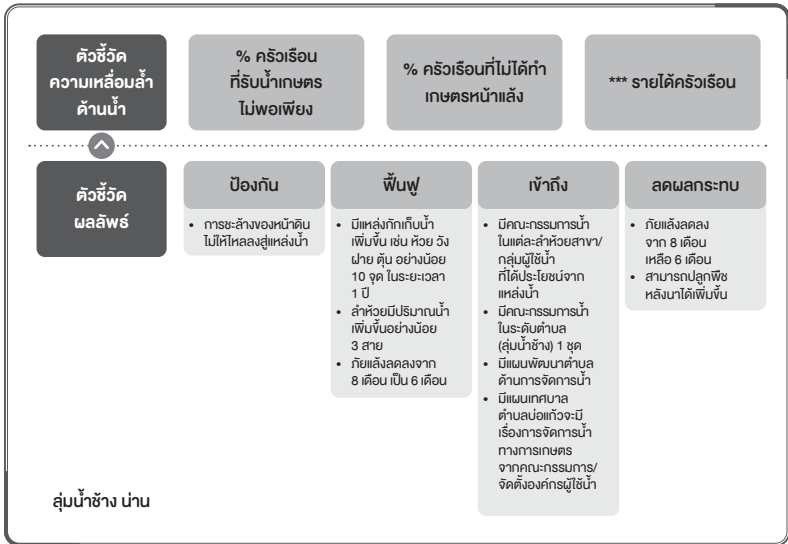 ตัวชี้วัด
ความเหลื่อมล้ำ
ด้านน้ำ
% ครัวเรือน
ที่รับน้ำเกษตร
ไม่พอเพียง
% ครัวเรือนที่ไม่ได้ทำ
เกษตรหน้าแล้ง
*** รายได้ครัวเรือน
ตัวชี้วัด
ผลลัพธ์
ป้องกัน
• การชะล้างของหน้าดิน
ไม่ให้ไหลลงสู่แหล่งน้ำ
ฟื้นฟู
• มีแหล่งกักเก็บน้ำ
เพิ่มขึ้น เช่น ห้วย วัง
ฝาย ตุ้น อย่างน้อย
10 จุด ในระยะเวลา
1 ปี
• ลำห้วยมีปริมาณน้ำ
เพิ่มขึ้นอย่างน้อย
3 สาย
• ภัยแล้งลดลงจาก
8 เดือน เป็น 6 เดือน
เข้าถึง
• มีคณะกรรมการน้ำ
ในแต่ละลำห้วยสาขา/
กลุ่มผู้ใช้น้ำ
ที่ได้ประโยชน์จาก
แหล่งน้ำ
• มีคณะกรรมการน้ำ
ในระดับตำบล
(ลุ่มน้ำช้าง) 1 ชุด
• มีแผนพัฒนาตำบล
ด้านการจัดการน้ำ
• มีแผนเทศบาล
ตำบลบ่อแก้วจะมี
เรื่องการจัดการน้ำ
ทางการเกษตร
จากคณะกรรมการ/
จัดตั้งองค์กรผู้ใช้น้ำ
ลดผลกระทบ
• ภัยแล้งลดลง
จาก 8 เดือน
เหลือ 6 เดือน
• สามารถปลูกพืช
หลังนาได้เพิ่มขึ้น
ลุ่มน้ำช้าง น่าน